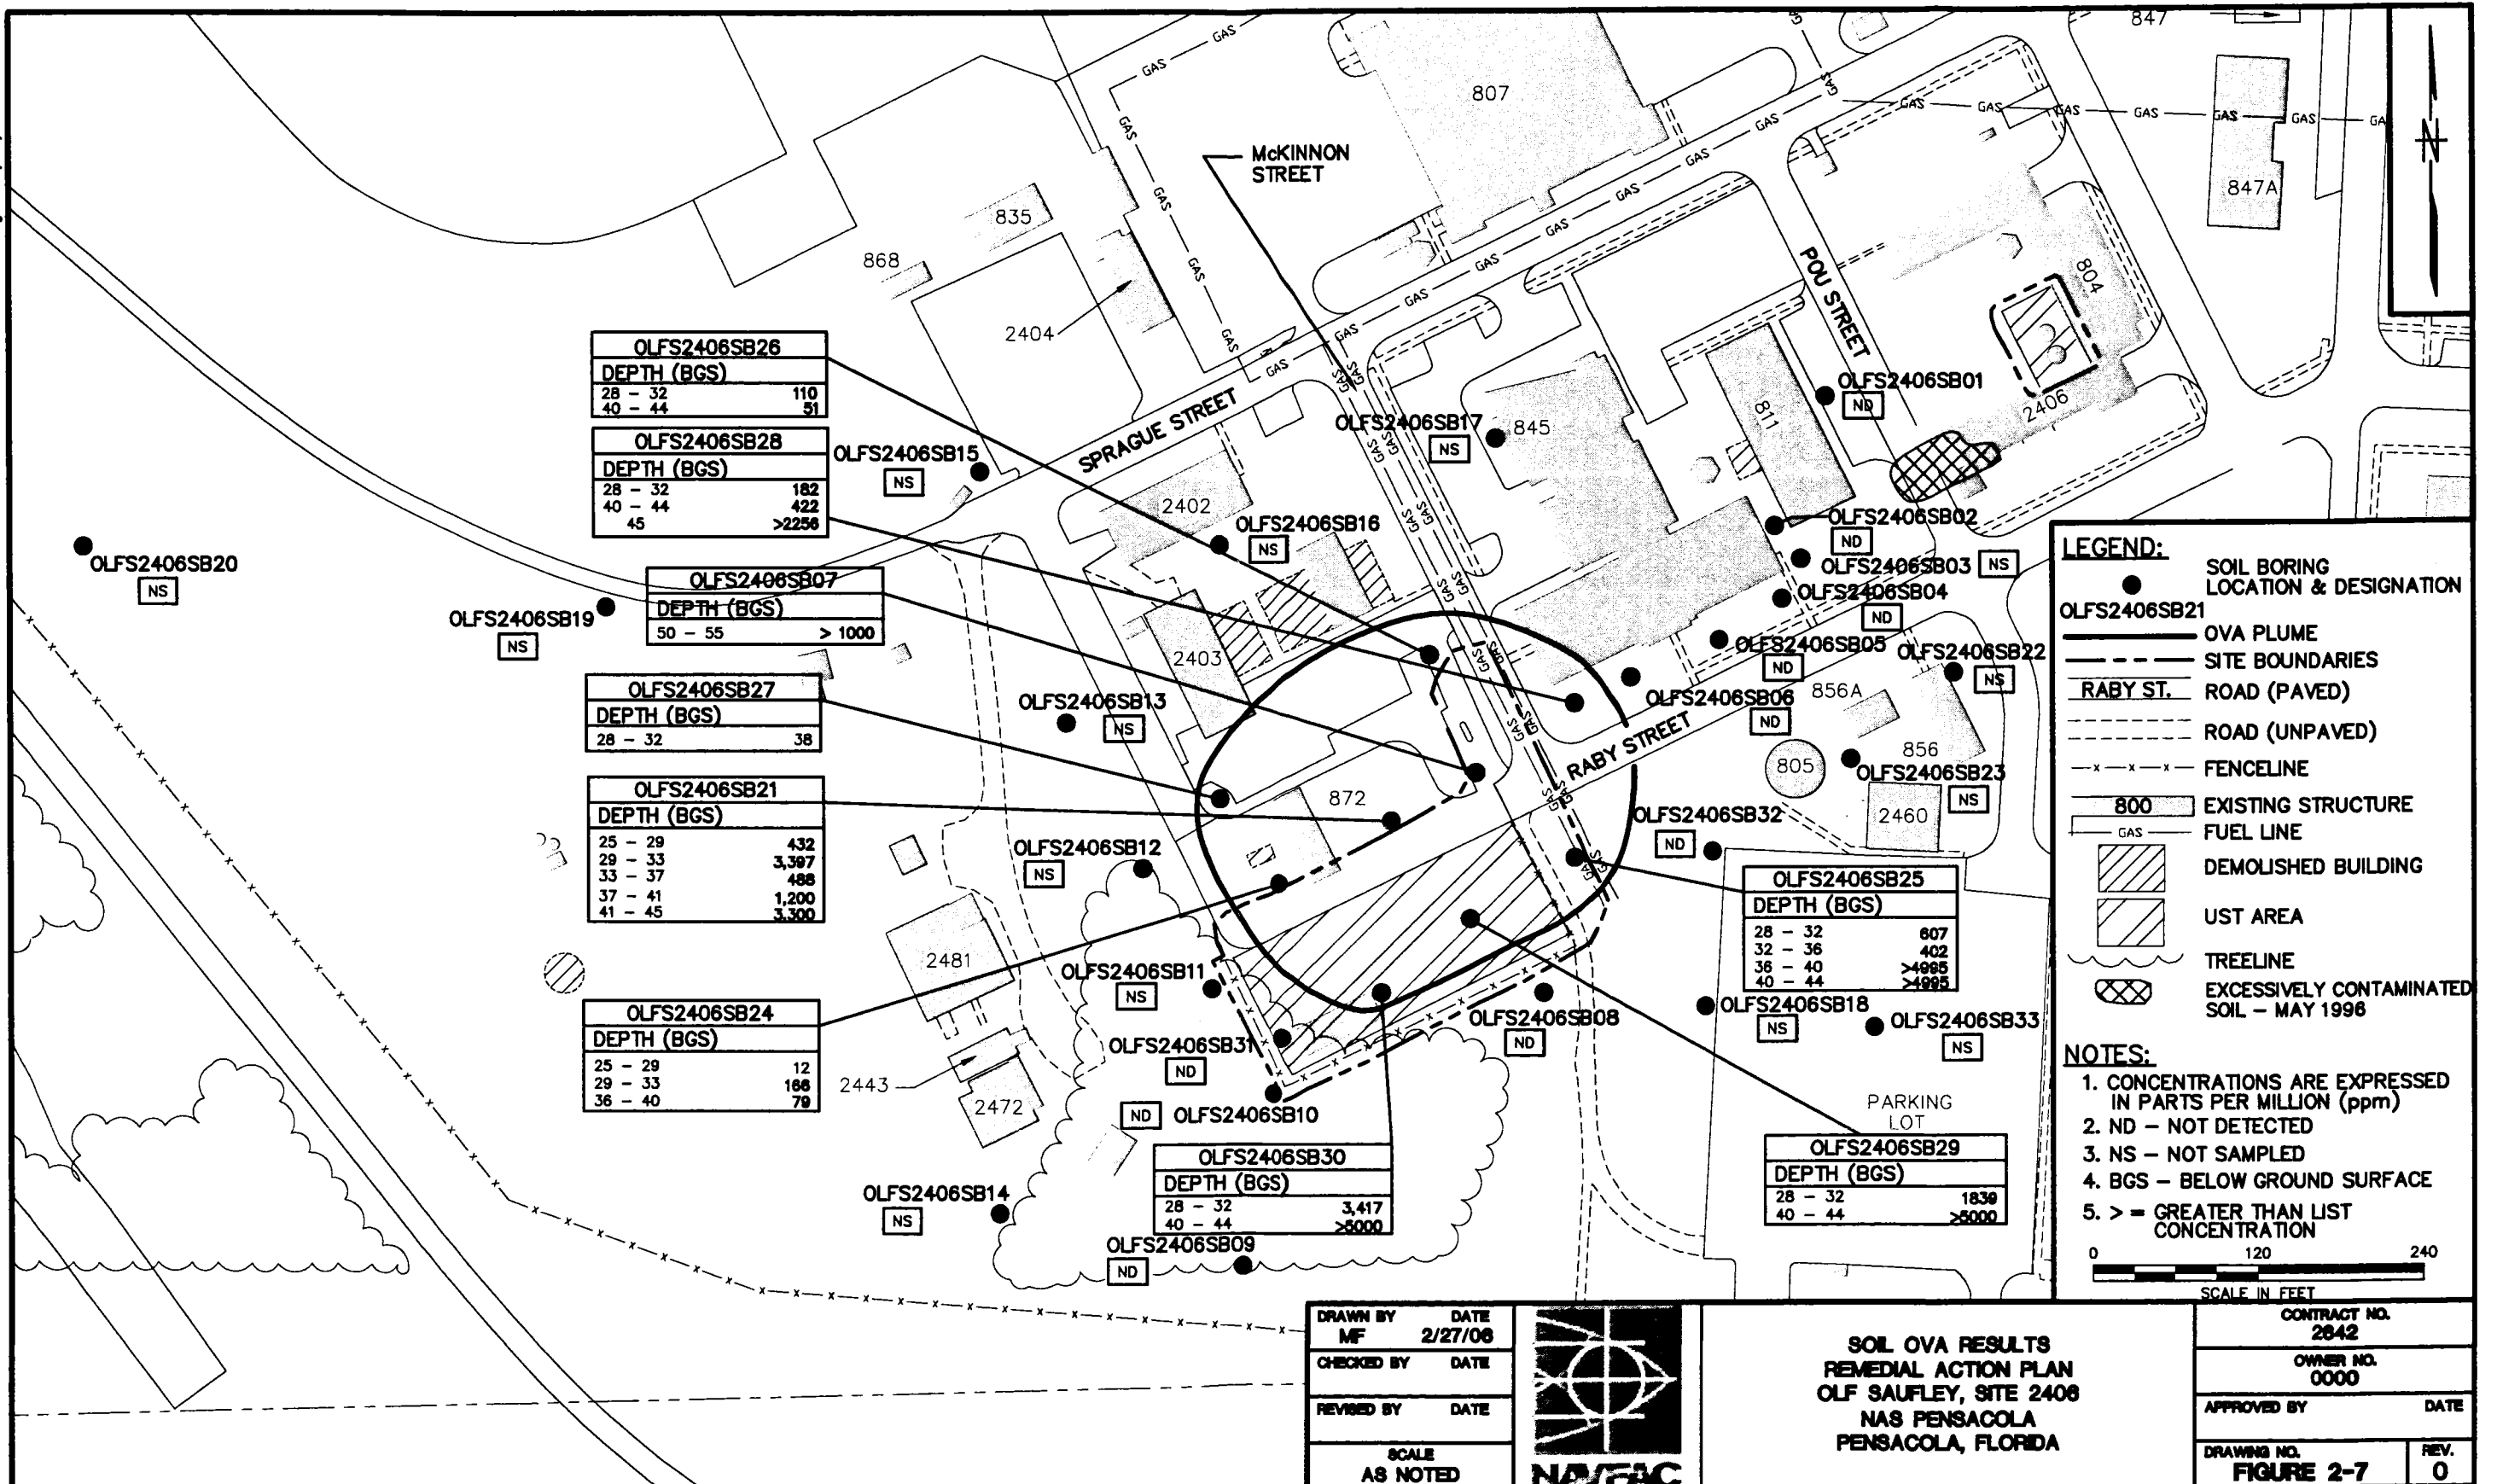 847
807
847A
McKINNON
STREET
835
868
2404
804
POU STREET
2406
811
845
SPRAGUE STREET
2402
2403
RABY STREET
872
856A
856
805
2460
2481
2443
2472
PARKING
LOT
GAS
OLFS2406SB26
DEPTH (BGS)
28 - 32 110
40 - 44 51
OLFS2406SB28
DEPTH (BGS)
28 - 32 182
40 - 44 422
45 >2256
OLFS2406SB07
DEPTH (BGS)
50 - 55 > 1000
OLFS2406SB27
DEPTH (BGS)
28 - 32 38
OLFS2406SB21
DEPTH (BGS)
25 - 29 432
29 - 33 3,397
33 - 37 488
37 - 41 1,200
41 - 45 3,300
OLFS2406SB24
DEPTH (BGS)
25 - 29 12
29 - 33 166
36 - 40 79
OLFS2406SB30
DEPTH (BGS)
28 - 32 3,417
40 - 44 >5000
OLFS2406SB25
DEPTH (BGS)
28 - 32 607
32 - 36 402
36 - 40 >4995
40 - 44 >4995
OLFS2406SB29
DEPTH (BGS)
28 - 32 1839
40 - 44 >5000
OLFS2406SB01
ND
OLFS2406SB17
NS
OLFS2406SB15
NS
OLFS2406SB16
NS
OLFS2406SB02
ND
OLFS2406SB03 NS
OLFS2406SB04
ND
OLFS2406SB05
ND
OLFS2406SB22
NS
OLFS2406SB06
ND
OLFS2406SB20
NS
OLFS2406SB19
NS
OLFS2406SB13
NS
OLFS2406SB23
NS
OLFS2406SB32
ND
OLFS2406SB12
NS
OLFS2406SB11
NS
OLFS2406SB08
ND
OLFS2406SB18
NS
OLFS2406SB33
NS
OLFS2406SB31
ND
ND OLFS2406SB10
OLFS2406SB14
NS
OLFS2406SB09
ND
N
LEGEND:
SOIL BORING
LOCATION & DESIGNATION
OLFS2406SB21
OVA PLUME
SITE BOUNDARIES
RABY ST. ROAD (PAVED)
ROAD (UNPAVED)
FENCELINE
800 EXISTING STRUCTURE
GAS FUEL LINE
DEMOLISHED BUILDING
UST AREA
TREELINE
EXCESSIVELY CONTAMINATED
SOIL - MAY 1996
NOTES:
1. CONCENTRATIONS ARE EXPRESSED
IN PARTS PER MILLION (ppm)
2. ND - NOT DETECTED
3. NS - NOT SAMPLED
4. BGS - BELOW GROUND SURFACE
5. > = GREATER THAN LIST
CONCENTRATION
0 120 240
SCALE IN FEET
DRAWN BY DATE
MF 2/27/06
CHECKED BY DATE
REVISED BY DATE
SCALE
AS NOTED
NAVFAC
SOIL OVA RESULTS
REMEDIAL ACTION PLAN
OLF SAUFLEY, SITE 2406
NAS PENSACOLA
PENSACOLA, FLORIDA
CONTRACT NO.
2642
OWNER NO.
0000
APPROVED BY DATE
DRAWING NO.
FIGURE 2-7
REV.
0